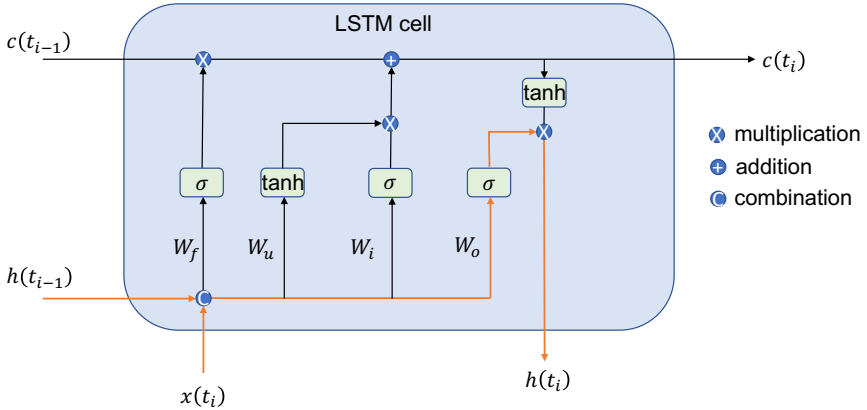 LSTM cell
c(t_{i-1})
c(t_i)
X
+
tanh
X
X
σ
tanh
σ
σ
W_f
W_u
W_i
W_o
h(t_{i-1})
C
x(t_i)
h(t_i)
X multiplication
+ addition
C combination